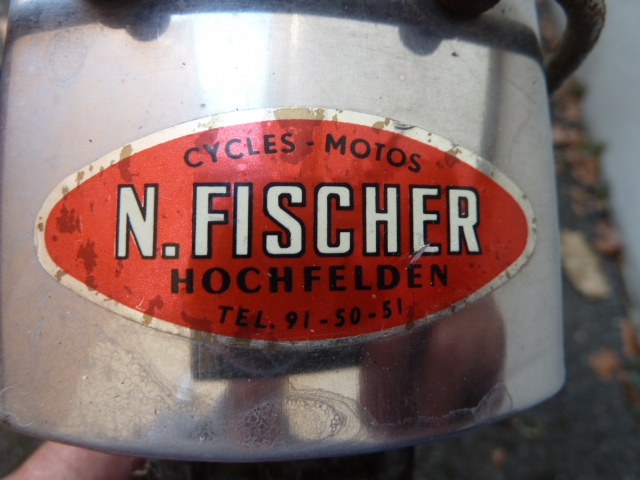 CYCLES - MOTOS
N. FISCHER
HOCHFELDEN
TEL. 91-50-51